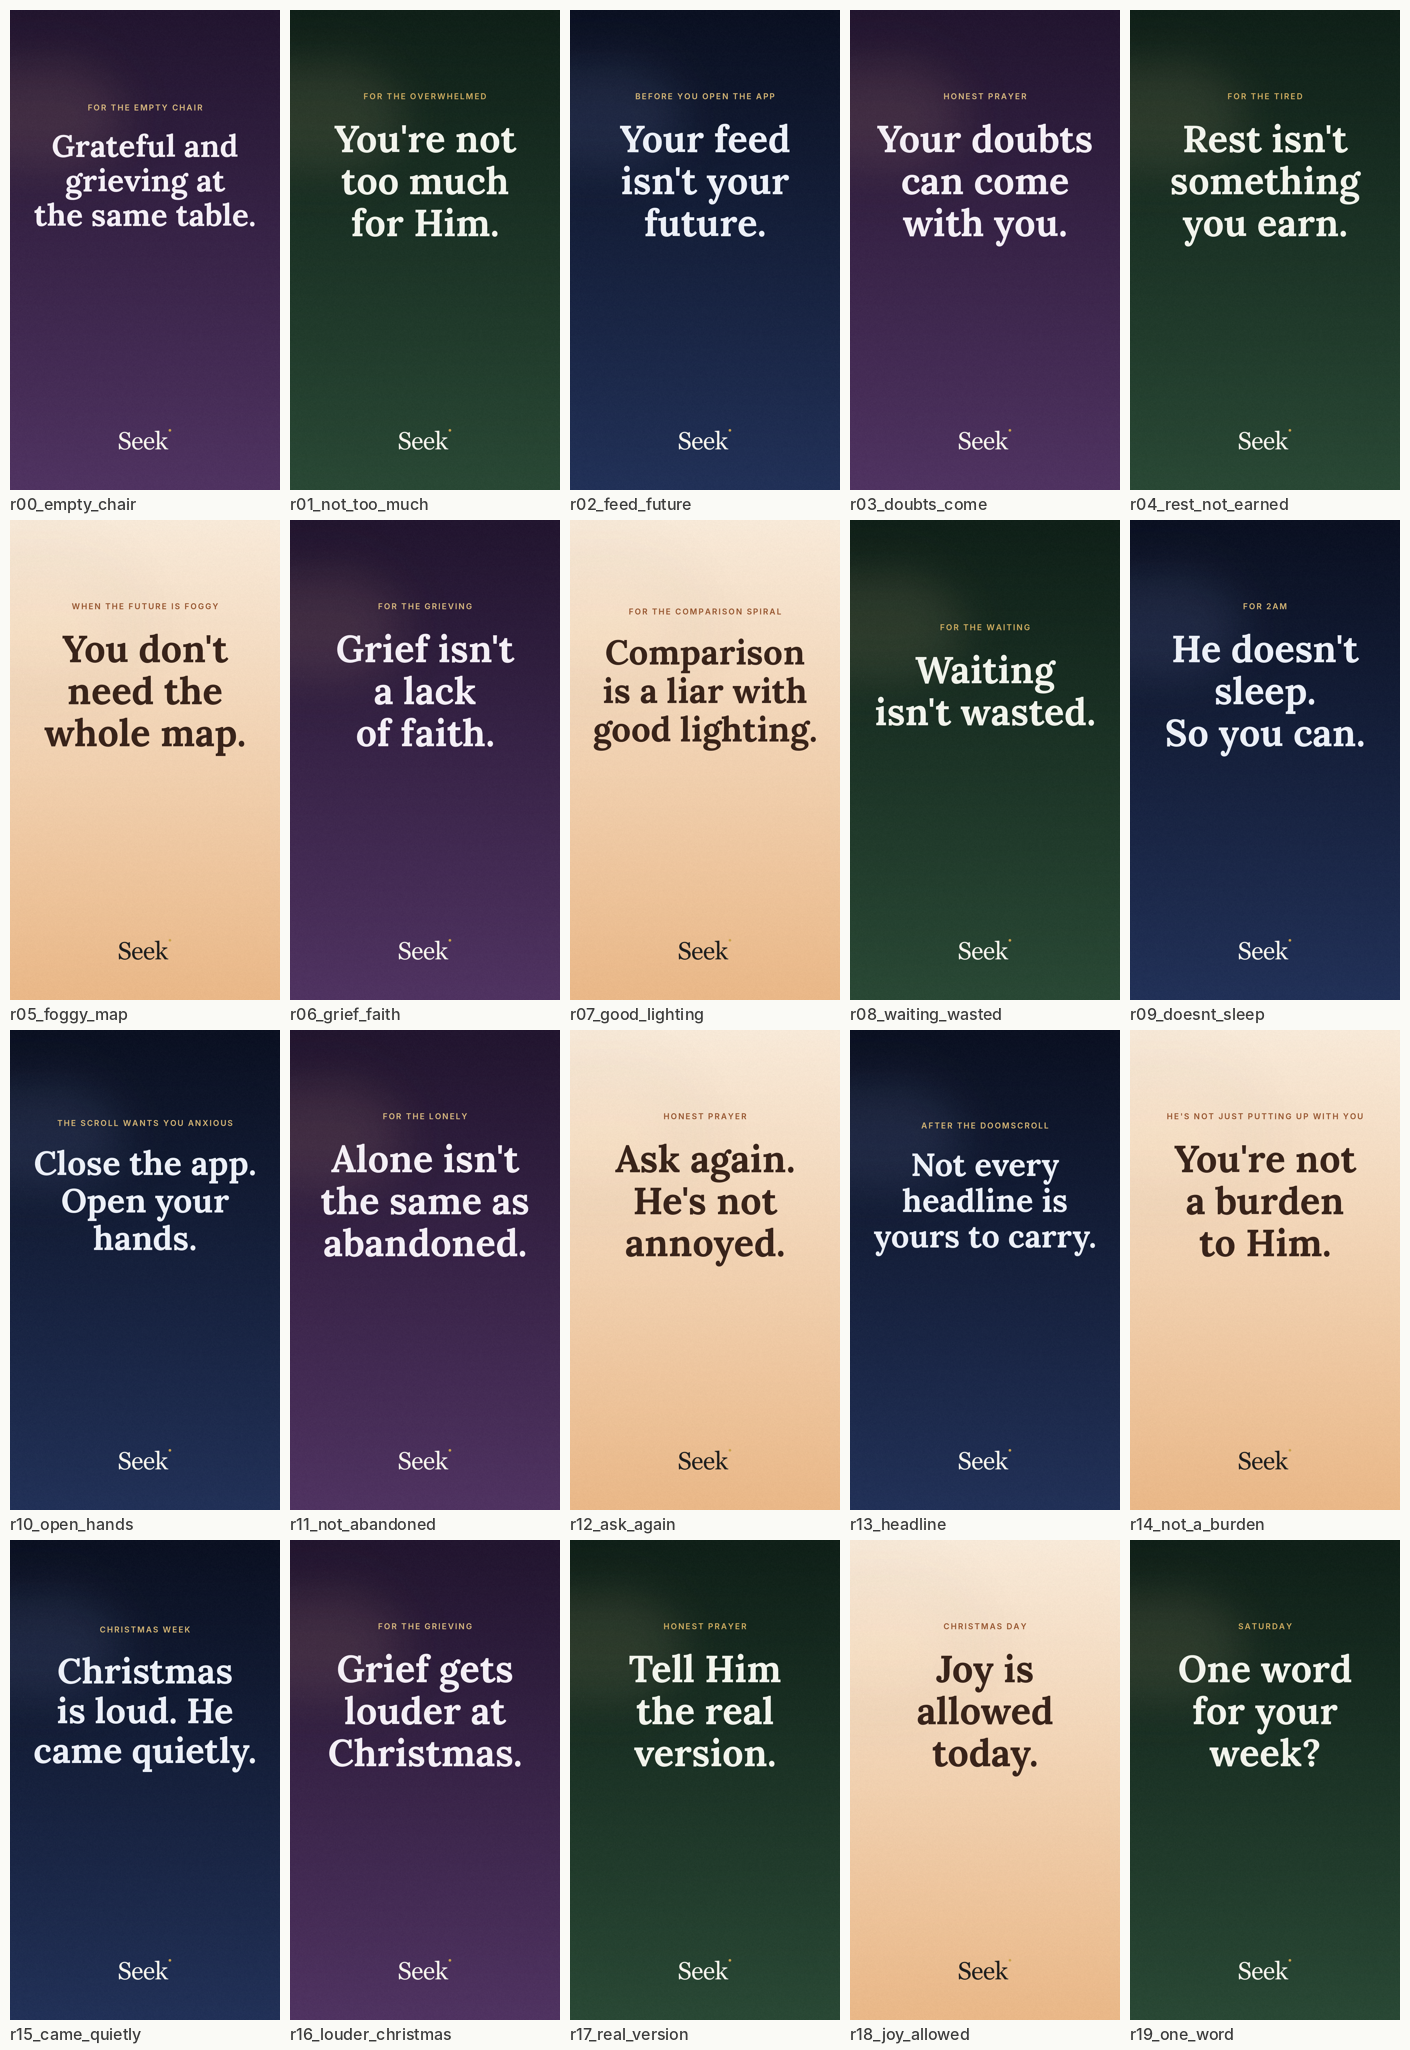 FOR THE EMPTY CHAIR
Grateful and
grieving at
the same table.
Seek
r00_empty_chair
FOR THE OVERWHELMED
You're not
too much
for Him.
Seek
r01_not_too_much
BEFORE YOU OPEN THE APP
Your feed
isn't your
future.
Seek
r02_feed_future
HONEST PRAYER
Your doubts
can come
with you.
Seek
r03_doubts_come
FOR THE TIRED
Rest isn't
something
you earn.
Seek
r04_rest_not_earned
WHEN THE FUTURE IS FOGGY
You don't
need the
whole map.
Seek
r05_foggy_map
FOR THE GRIEVING
Grief isn't
a lack
of faith.
Seek
r06_grief_faith
FOR THE COMPARISON SPIRAL
Comparison
is a liar with
good lighting.
Seek
r07_good_lighting
FOR THE WAITING
Waiting
isn't wasted.
Seek
r08_waiting_wasted
FOR 2AM
He doesn't
sleep.
So you can.
Seek
r09_doesnt_sleep
THE SCROLL WANTS YOU ANXIOUS
Close the app.
Open your
hands.
Seek
r10_open_hands
FOR THE LONELY
Alone isn't
the same as
abandoned.
Seek
r11_not_abandoned
HONEST PRAYER
Ask again.
He's not
annoyed.
Seek
r12_ask_again
AFTER THE DOOMSCROLL
Not every
headline is
yours to carry.
Seek
r13_headline
HE'S NOT JUST PUTTING UP WITH YOU
You're not
a burden
to Him.
Seek
r14_not_a_burden
CHRISTMAS WEEK
Christmas
is loud. He
came quietly.
Seek
r15_came_quietly
FOR THE GRIEVING
Grief gets
louder at
Christmas.
Seek
r16_louder_christmas
HONEST PRAYER
Tell Him
the real
version.
Seek
r17_real_version
CHRISTMAS DAY
Joy is
allowed
today.
Seek
r18_joy_allowed
SATURDAY
One word
for your
week?
Seek
r19_one_word